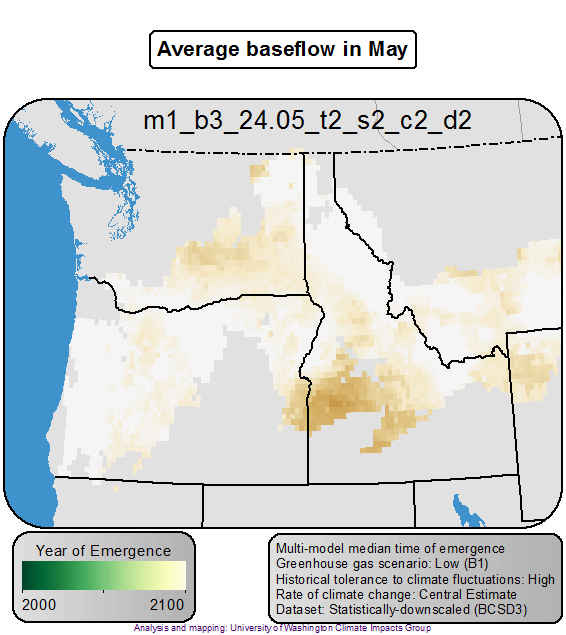 Average baseflow in May
m1_b3_24.05_t2_s2_c2_d2
Year of Emergence
2000 2100
Multi-model median time of emergence
Greenhouse gas scenario: Low (B1)
Historical tolerance to climate fluctuations: High
Rate of climate change: Central Estimate
Dataset: Statistically-downscaled (BCSD3)
Analysis and mapping: University of Washington Climate Impacts Group